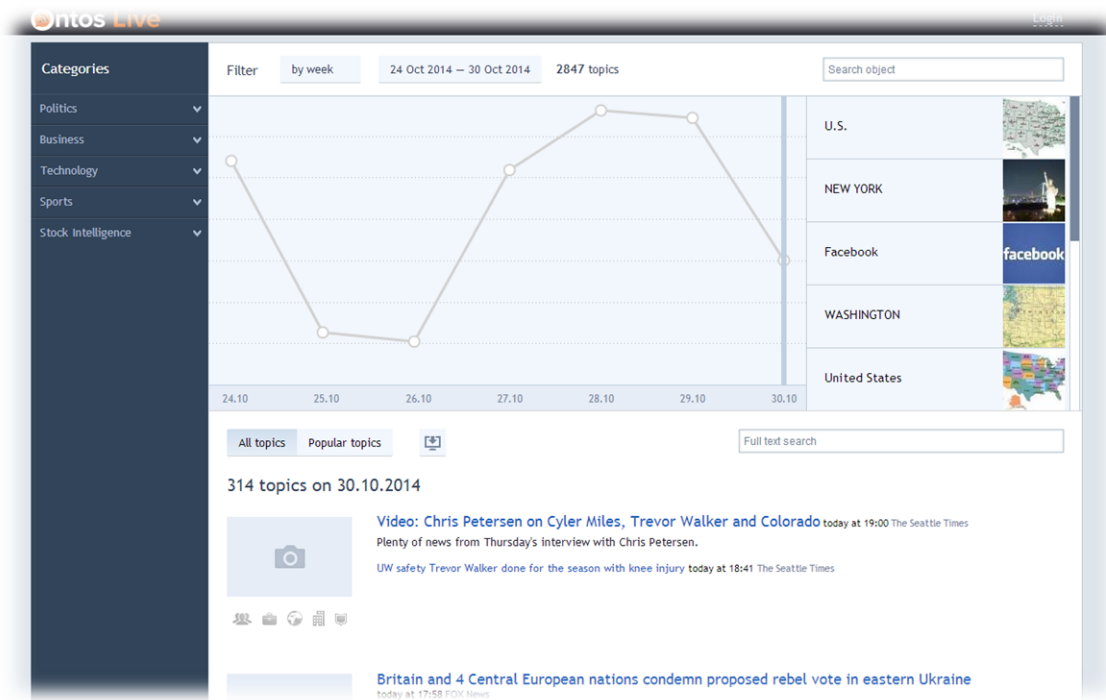 Ontos Live
Login
Categories
Politics
Business
Technology
Sports
Stock Intelligence
Filter
by week
24 Oct 2014 — 30 Oct 2014
2847 topics
Search object
U.S.
NEW YORK
Facebook
facebook
WASHINGTON
United States
24.10 25.10 26.10 27.10 28.10 29.10 30.10
All topics
Popular topics
Full text search
314 topics on 30.10.2014
Video: Chris Petersen on Cyler Miles, Trevor Walker and Colorado today at 19:00 The Seattle Times
Plenty of news from Thursday's interview with Chris Petersen.
UW safety Trevor Walker done for the season with knee injury today at 18:41 The Seattle Times
Britain and 4 Central European nations condemn proposed rebel vote in eastern Ukraine
today at 17:58 FOX News